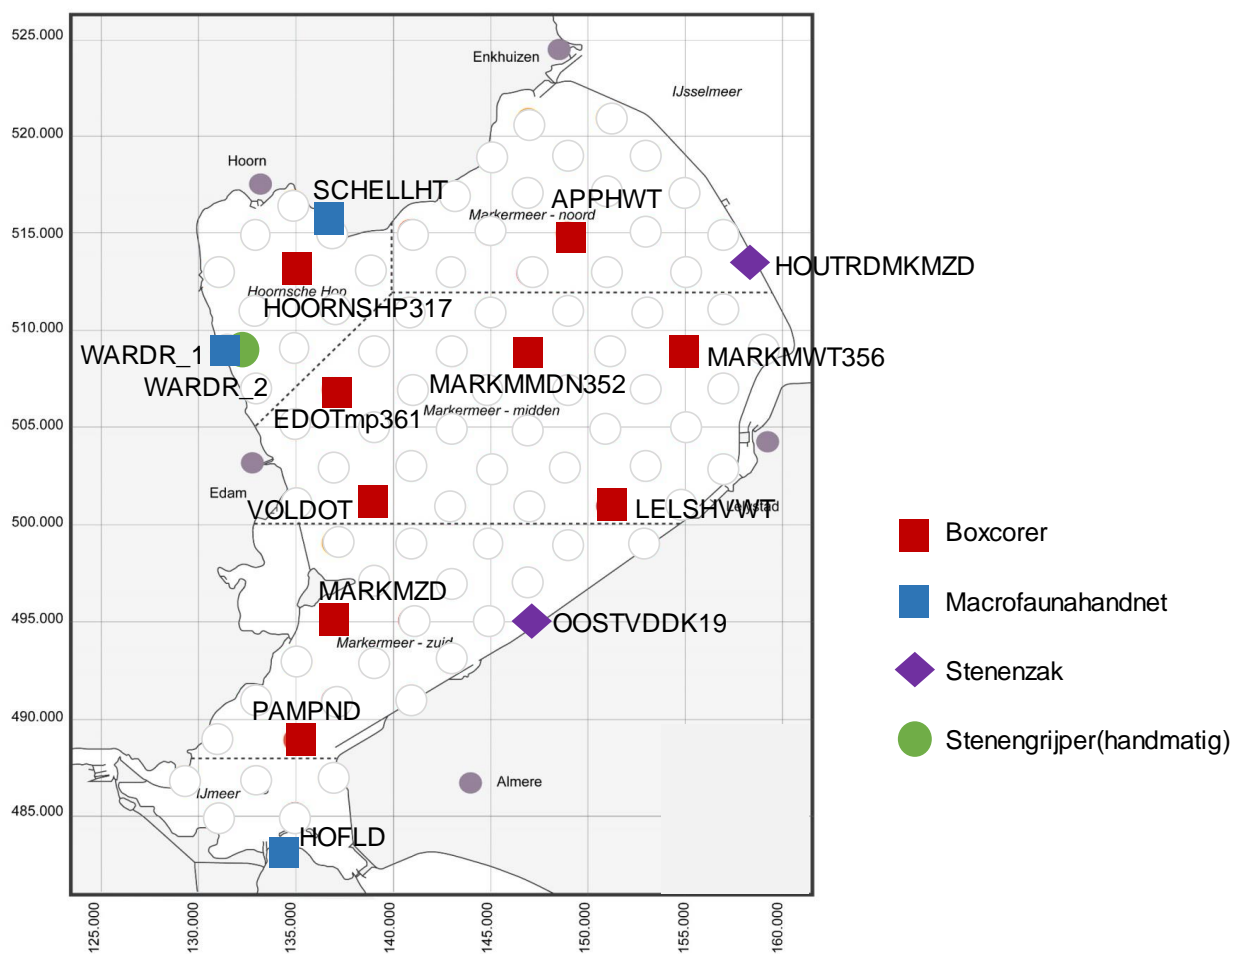 525.000
Enkhuizen
IJsselmeer
520.000
Hoorn
SCHELLHT
APPHWT
Markermeer - noord
515.000
HOUTRDMKMZD
Hoornsche Hop
HOORNSHP317
510.000
WARDR_1
MARKMWT356
WARDR_2
MARKMMDN352
Markermeer - midden
EDOTmp361
505.000
Edam
VOLDOT
LELSHVWT
Lelystad
500.000
MARKMZD
495.000
OOSTVDDK19
Markermeer - zuid
PAMPND
490.000
Almere
IJmeer
485.000
HOFLD
125.000
130.000
135.000
140.000
145.000
150.000
155.000
160.000
Boxcorer
Macrofaunahandnet
Stenenzak
Stenengrijper(handmatig)